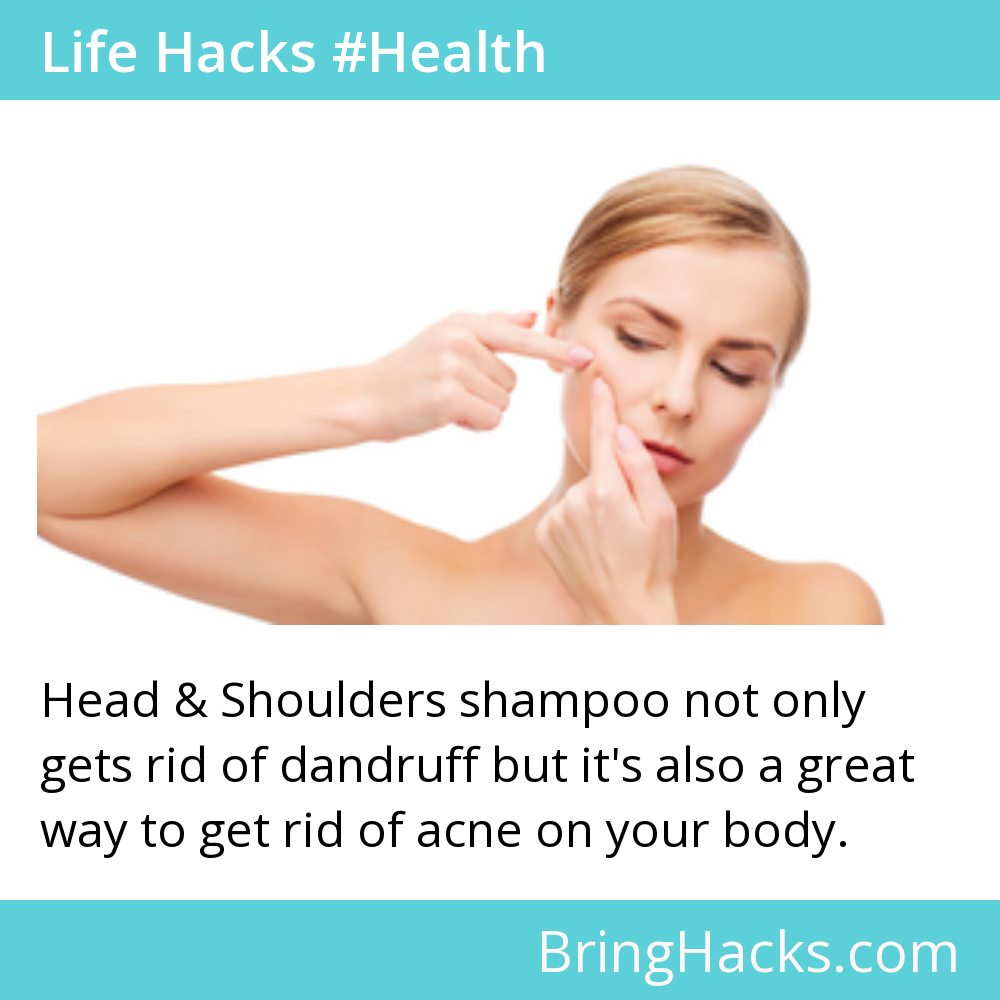 Life Hacks #Health
Head & Shoulders shampoo not only
gets rid of dandruff but it's also a great
way to get rid of acne on your body.
BringHacks.com